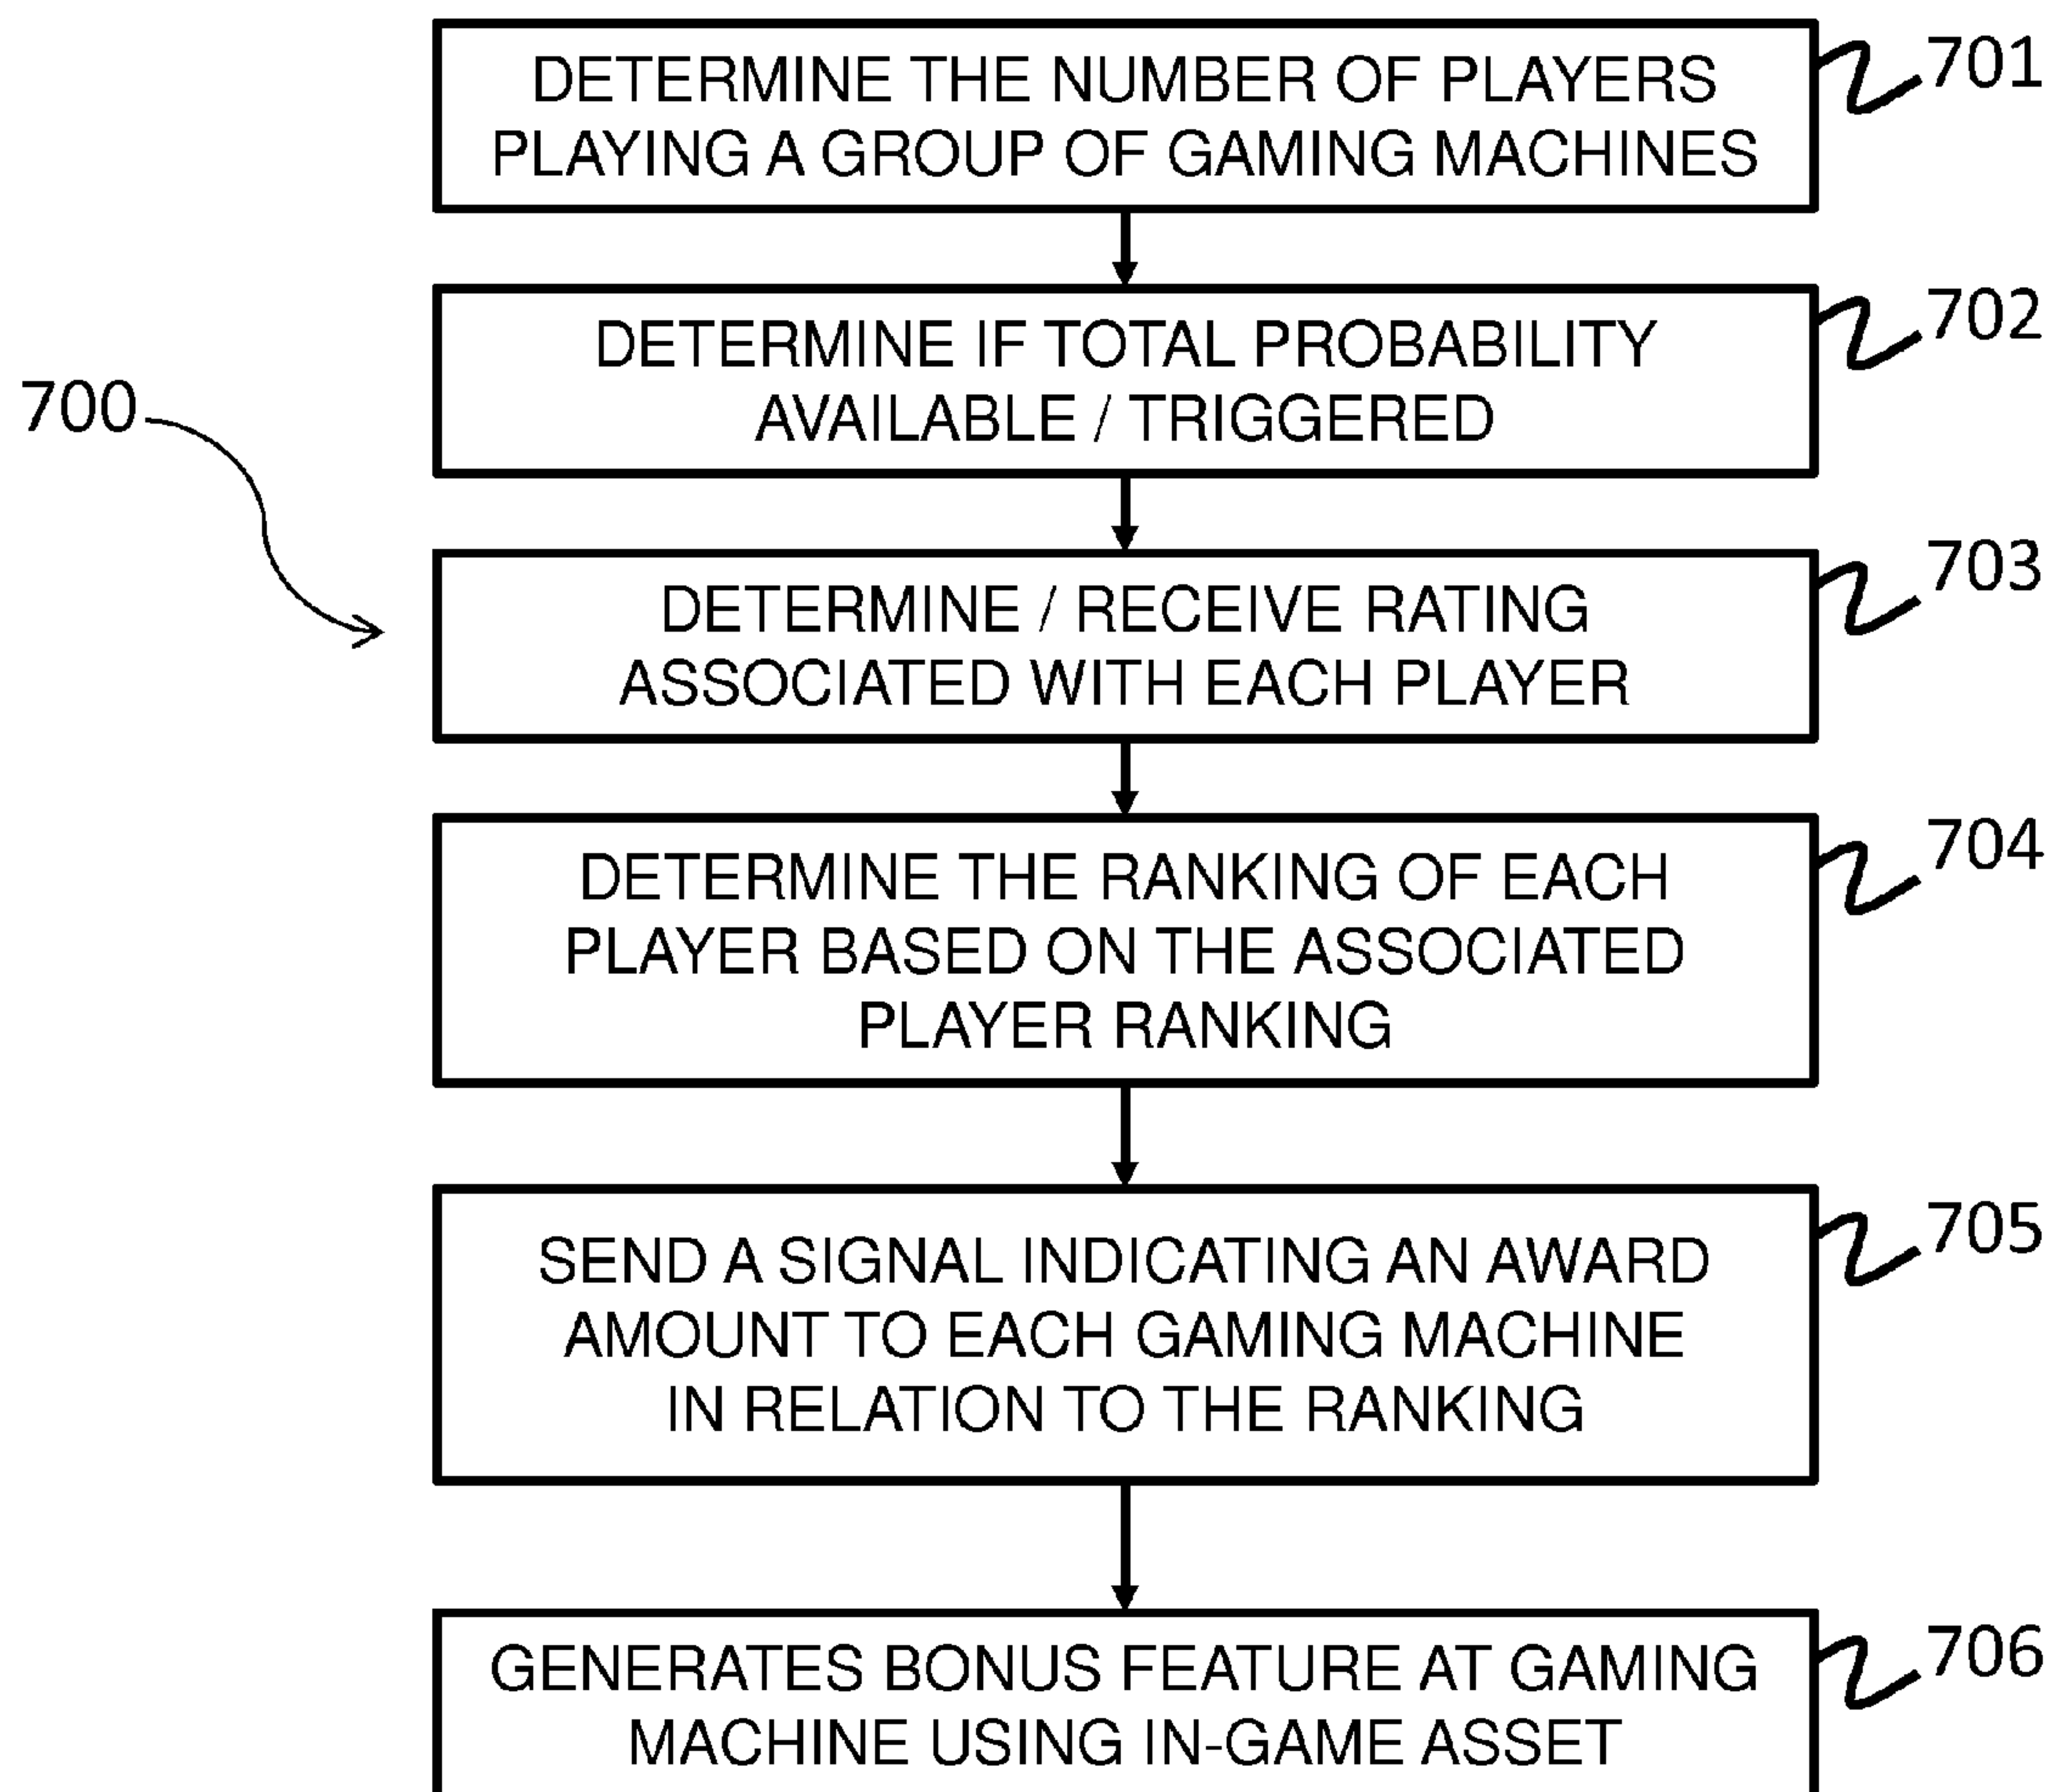 DETERMINE THE NUMBER OF PLAYERS
PLAYING A GROUP OF GAMING MACHINES
701
DETERMINE IF TOTAL PROBABILITY
AVAILABLE / TRIGGERED
702
700
DETERMINE / RECEIVE RATING
ASSOCIATED WITH EACH PLAYER
703
DETERMINE THE RANKING OF EACH
PLAYER BASED ON THE ASSOCIATED
PLAYER RANKING
704
SEND A SIGNAL INDICATING AN AWARD
AMOUNT TO EACH GAMING MACHINE
IN RELATION TO THE RANKING
705
GENERATES BONUS FEATURE AT GAMING
MACHINE USING IN-GAME ASSET
706